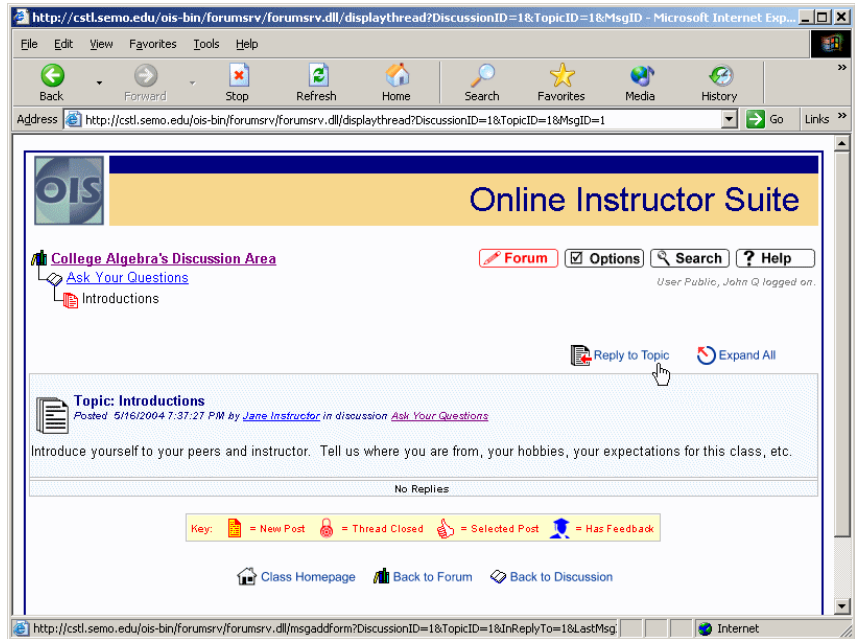 http://cstl.semo.edu/ois-bin/forumsrv/forumsrv.dll/displaythread?DiscussionID=1&TopicID=1&MsgID - Microsoft Internet Exp...
File Edit View Favorites Tools Help
Back Forward Stop Refresh Home Search Favorites Media History »
Address http://cstl.semo.edu/ois-bin/forumsrv/forumsrv.dll/displaythread?DiscussionID=1&TopicID=1&MsgID=1 Go Links »
OIS
Online Instructor Suite
College Algebra's Discussion Area Forum Options Search ? Help
Ask Your Questions User Public, John Q logged on.
Introductions
Reply to Topic Expand All
Topic: Introductions
Posted 5/16/2004 7:37:27 PM by Jane Instructor in discussion Ask Your Questions
Introduce yourself to your peers and instructor. Tell us where you are from, your hobbies, your expectations for this class, etc.
No Replies
Key: = New Post = Thread Closed = Selected Post = Has Feedback
Class Homepage Back to Forum Back to Discussion
http://cstl.semo.edu/ois-bin/forumsrv/forumsrv.dll/msgaddform?DiscussionID=1&TopicID=1&InReplyTo=1&LastMsg Internet